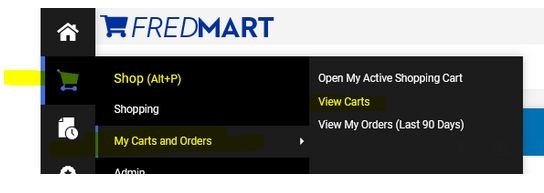 FREDMART
Shop (Alt+P)
Shopping
My Carts and Orders
Admin
Open My Active Shopping Cart
View Carts
View My Orders (Last 90 Days)